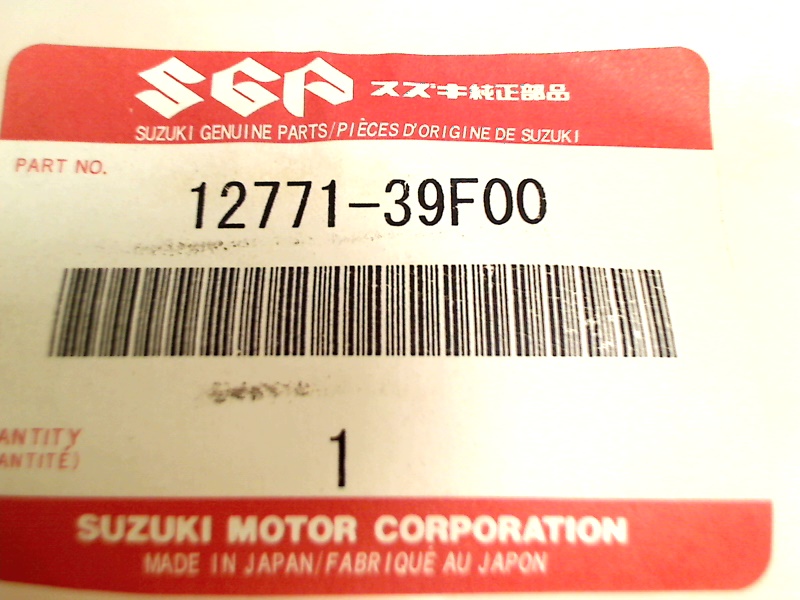 SGP スズキ純正部品
SUZUKI GENUINE PARTS/PIÈCES D'ORIGINE DE SUZUKI
PART NO.
12771-39F00
ANTITY
ANTITÉ)
1
SUZUKI MOTOR CORPORATION
MADE IN JAPAN/FABRIQUÉ AU JAPON